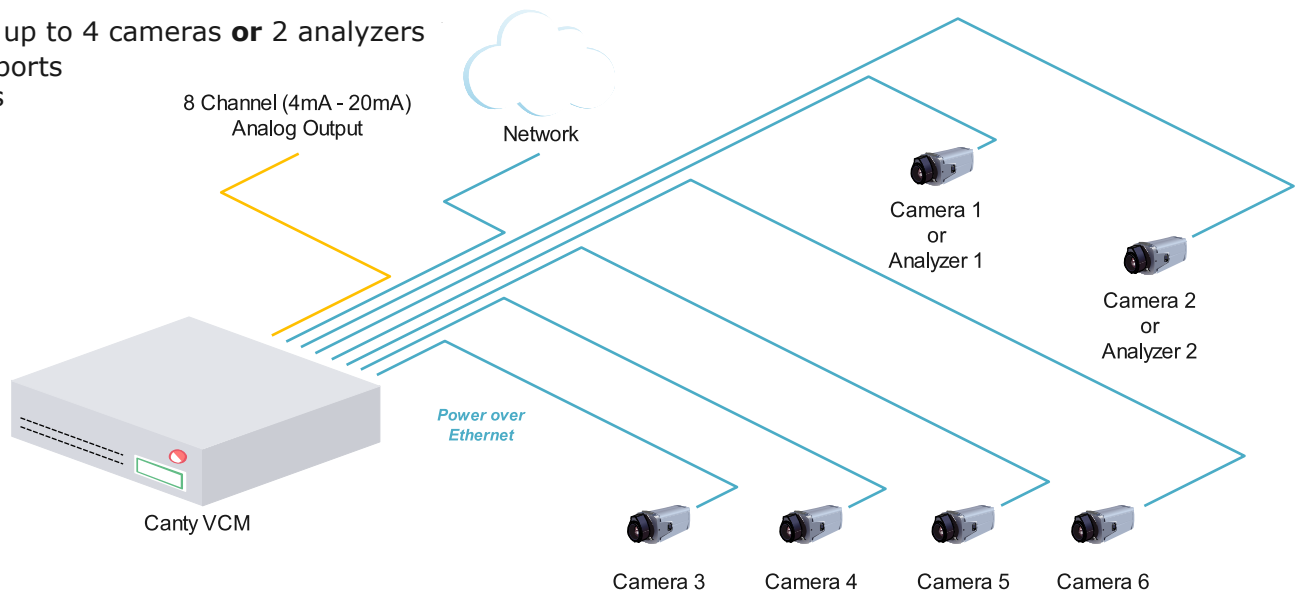 up to 4 cameras or 2 analyzers
ports
s
8 Channel (4mA - 20mA)
Analog Output
Network
Camera 1
or
Analyzer 1
Camera 2
or
Analyzer 2
Power over
Ethernet
Canty VCM
Camera 3
Camera 4
Camera 5
Camera 6